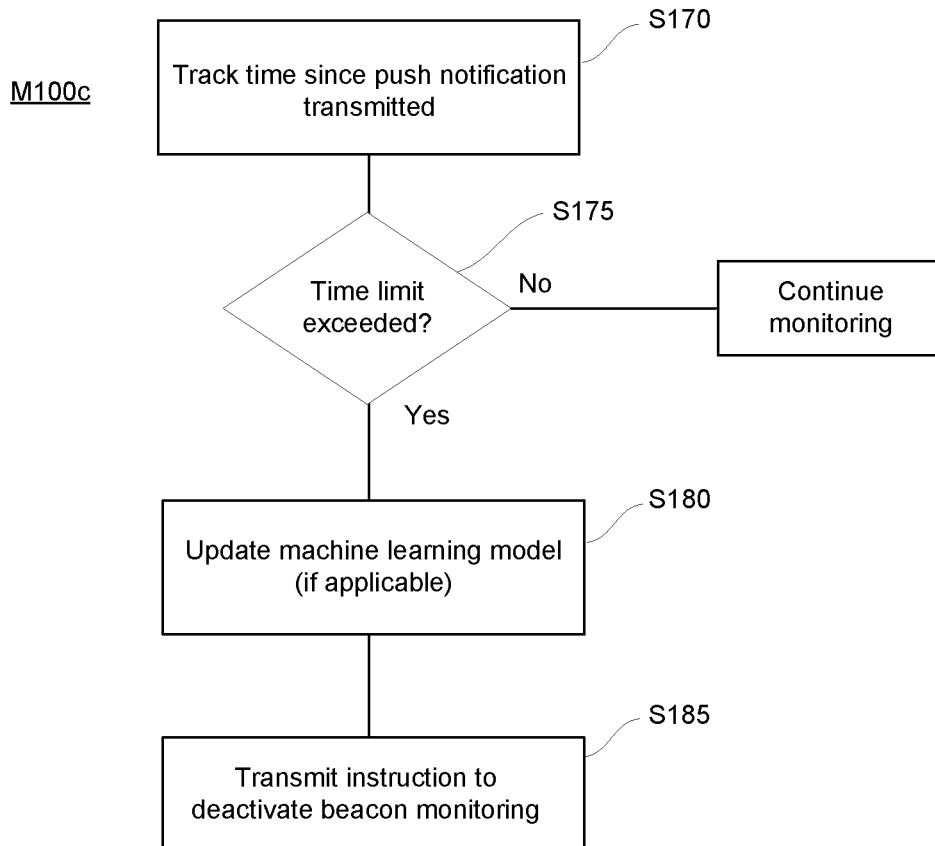 S170
M100c
Track time since push notification
transmitted
S175
Time limit
exceeded?
No
Continue
monitoring
Yes
S180
Update machine learning model
(if applicable)
S185
Transmit instruction to
deactivate beacon monitoring